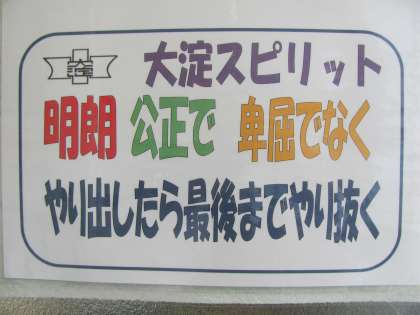 大淀スピリット
明朗 公正で 卑屈でなく
やり出したら最後までやり抜く